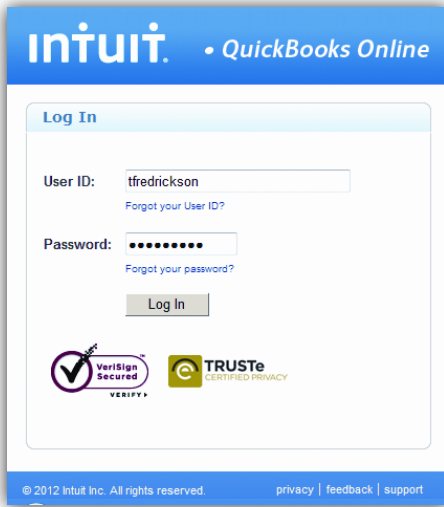 intuit.
• QuickBooks Online
Log In
User ID: tfredrickson
Forgot your User ID?
Password: •••••••••
Forgot your password?
Log In
VeriSign™
Secured
VERIFY
TRUSTe
CERTIFIED PRIVACY
© 2012 Intuit Inc. All rights reserved. privacy | feedback | support